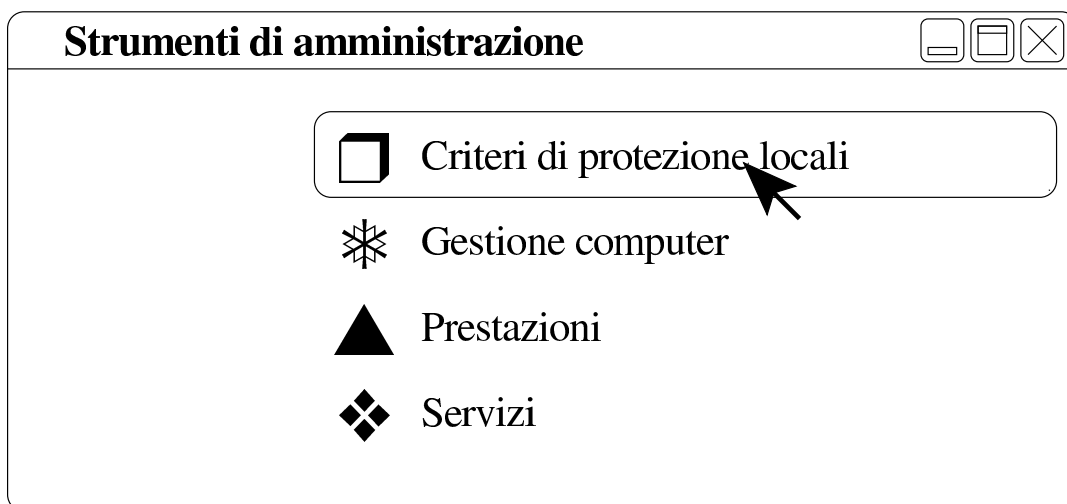 Strumenti di amministrazione
Criteri di protezione locali
Gestione computer
Prestazioni
Servizi